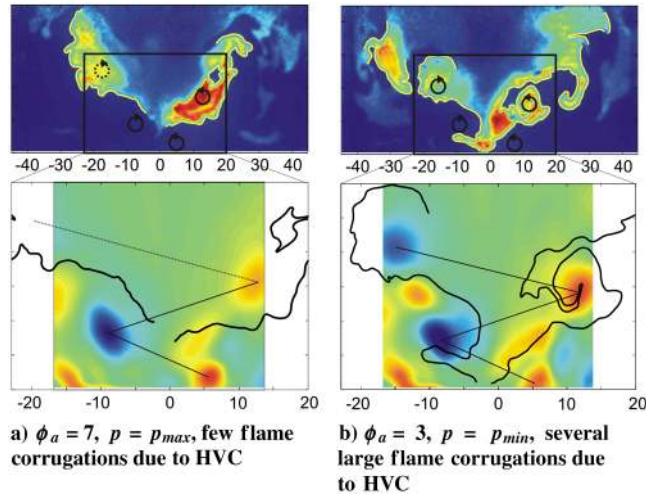 -40 -30 -20 -10 0 10 20 30 40
-40 -30 -20 -10 0 10 20 30 40
-20 -10 0 10 20
-20 -10 0 10 20
a) ϕa = 7, p = pmax, few flame
corrugations due to HVC
b) ϕa = 3, p = pmin, several
large flame corrugations due
to HVC